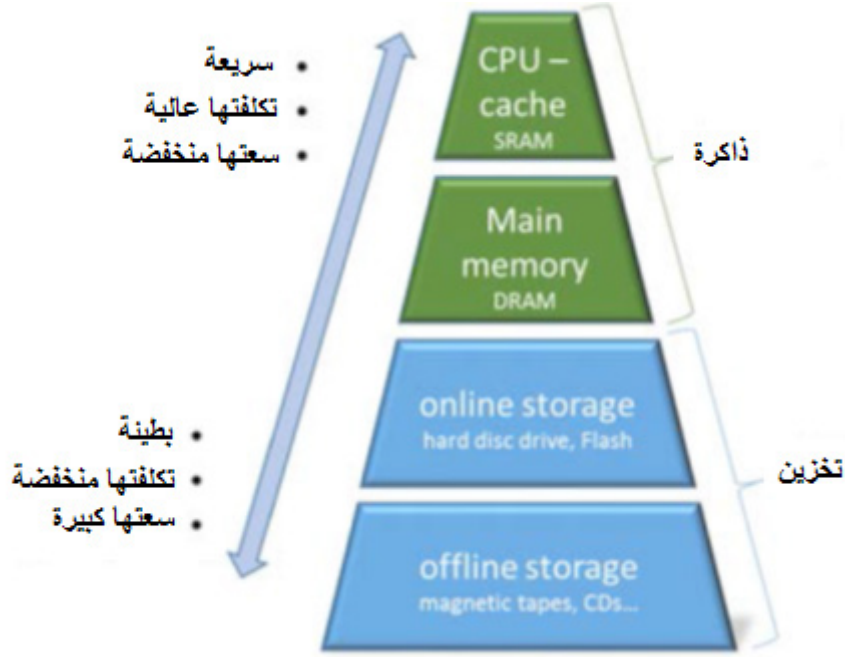 سريعة
تكلفتها عالية
سعتها منخفضة
CPU –
cache
SRAM
ذاكرة
Main
memory
DRAM
online storage
hard disc drive, Flash
بطيئة
تكلفتها منخفضة
سعتها كبيرة
تخزين
offline storage
magnetic tapes, CDs...